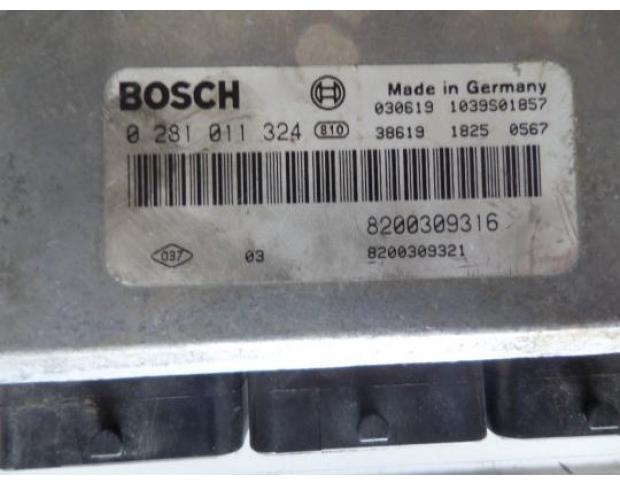 BOSCH Made in Germany
030619 1039S01857
0 281 011 324 810 38619 1825 0567
8200309316
037 03 8200309321